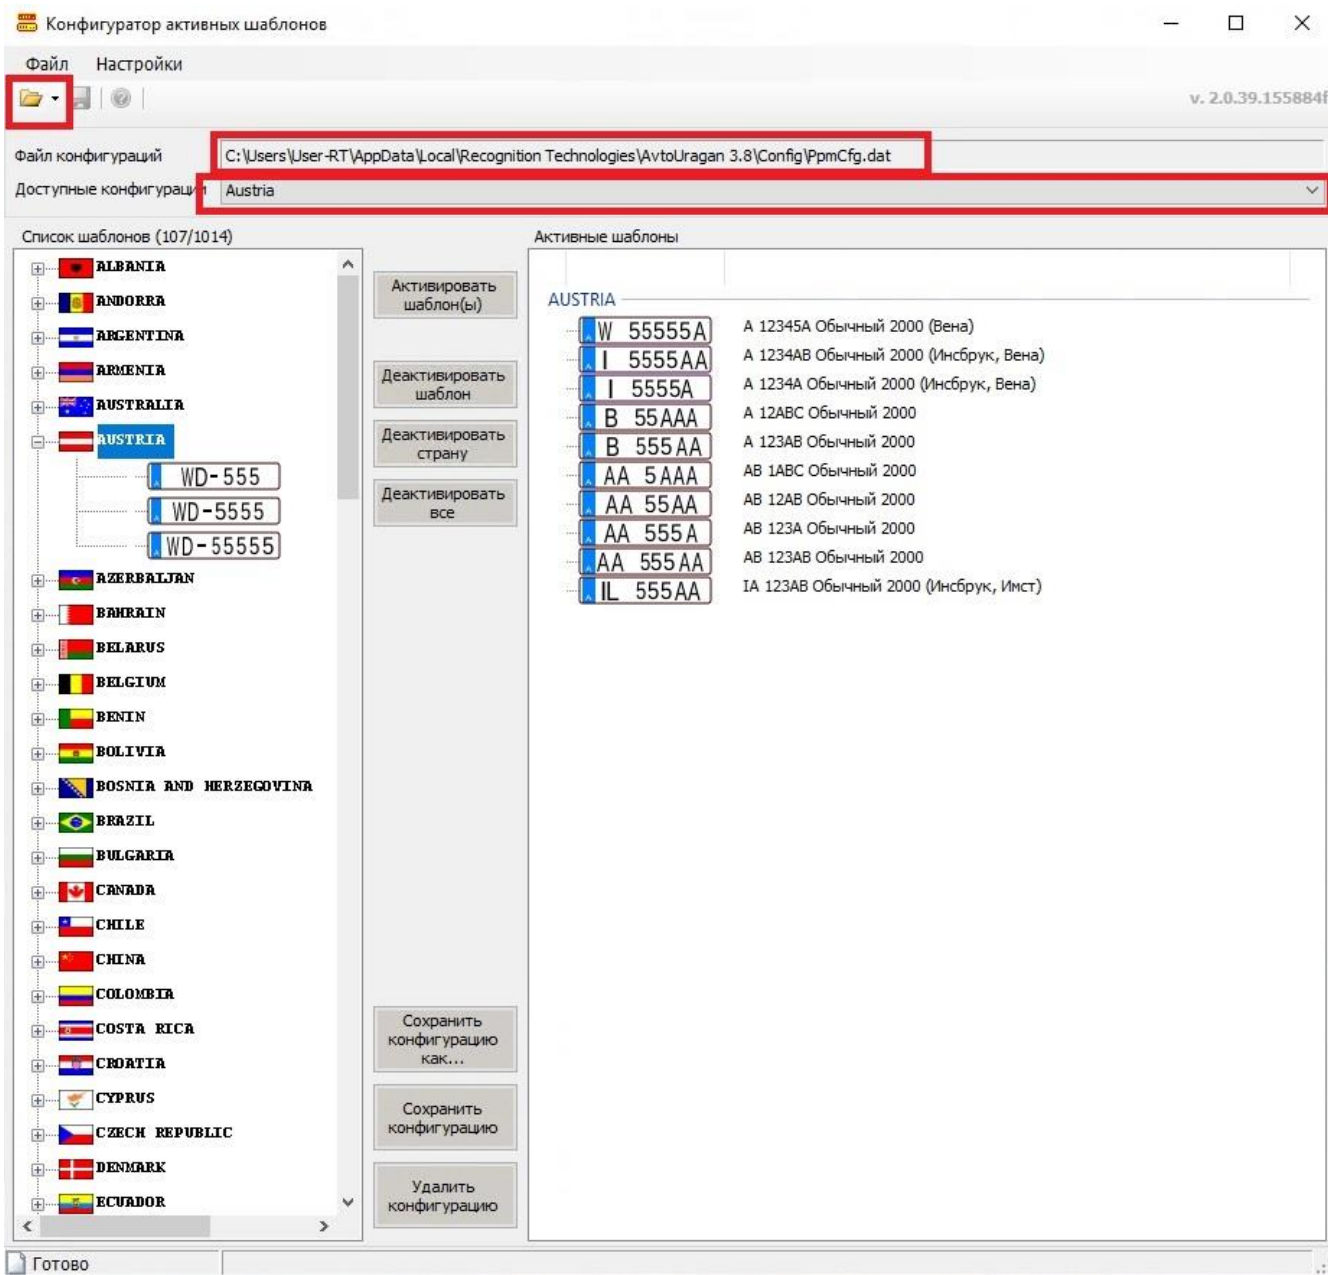 Конфигуратор активных шаблонов
Файл Настройки
v. 2.0.39.155884f
Файл конфигураций C:\Users\User-RT\AppData\Local\Recognition Technologies\AvtoUragan 3.8\Config\PpmCfg.dat
Доступные конфигурации Austria
Список шаблонов (107/1014)
ALBANIA
ANDORRA
ARGENTINA
ARMENIA
AUSTRALIA
AUSTRIA
WD-555
WD-5555
WD-55555
AZERBAIJAN
BAHRAIN
BELARUS
BELGIUM
BENIN
BOLIVIA
BOSNIA AND HERZEGOVINA
BRAZIL
BULGARIA
CANADA
CHILE
CHINA
COLOMBIA
COSTA RICA
CROATIA
CYPRUS
CZECH REPUBLIC
DENMARK
ECUADOR
Активировать
шаблон(ы)
Деактивировать
шаблон
Деактивировать
страну
Деактивировать
все
Сохранить
конфигурацию
как...
Сохранить
конфигурацию
Удалить
конфигурацию
Активные шаблоны
AUSTRIA
W 55555A A 12345A Обычный 2000 (Вена)
I 5555AA A 1234AB Обычный 2000 (Инсбрук, Вена)
I 5555A A 1234A Обычный 2000 (Инсбрук, Вена)
B 55AAA A 12ABC Обычный 2000
B 555AA A 123AB Обычный 2000
AA 5AAA AB 1ABC Обычный 2000
AA 55AA AB 12AB Обычный 2000
AA 555A AB 123A Обычный 2000
AA 555AA AB 123AB Обычный 2000
IL 555AA IA 123AB Обычный 2000 (Инсбрук, Имст)
Готово